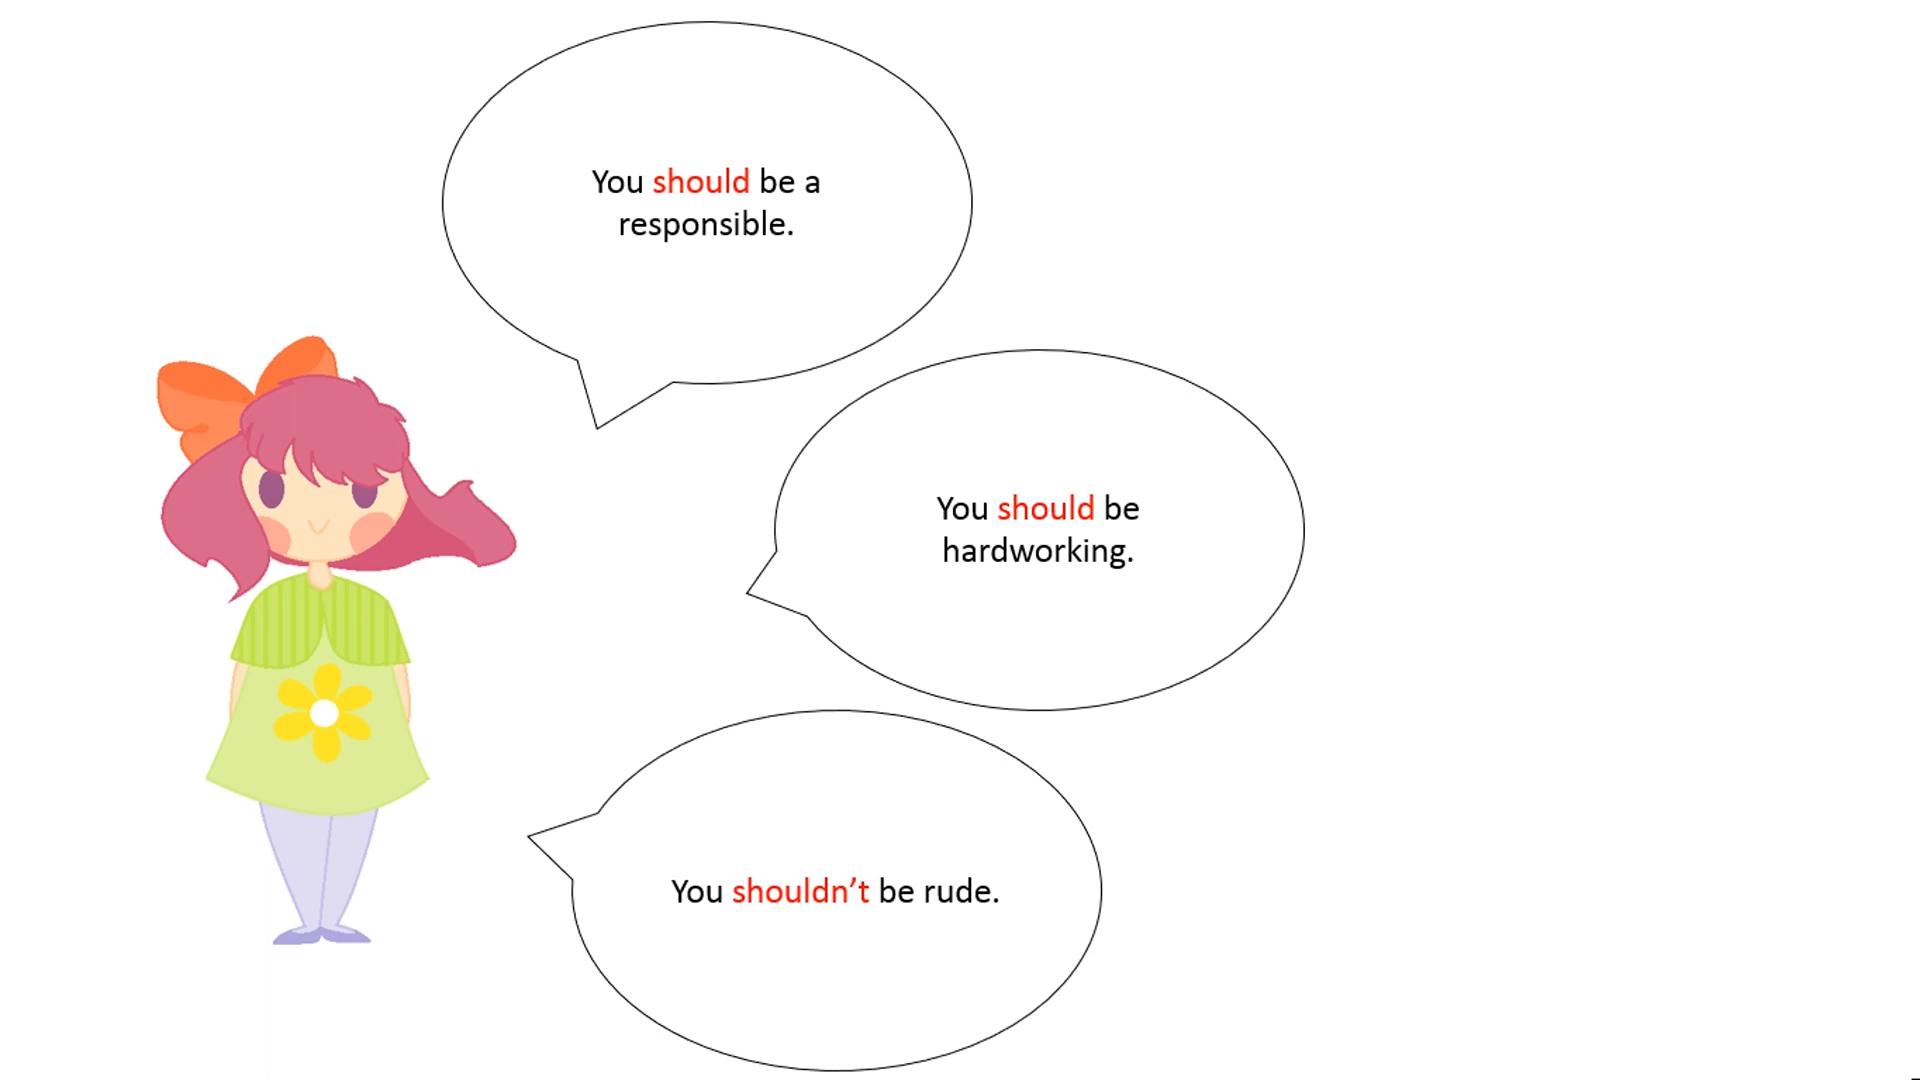 You should be a
responsible.
You should be
hardworking.
You shouldn’t be rude.